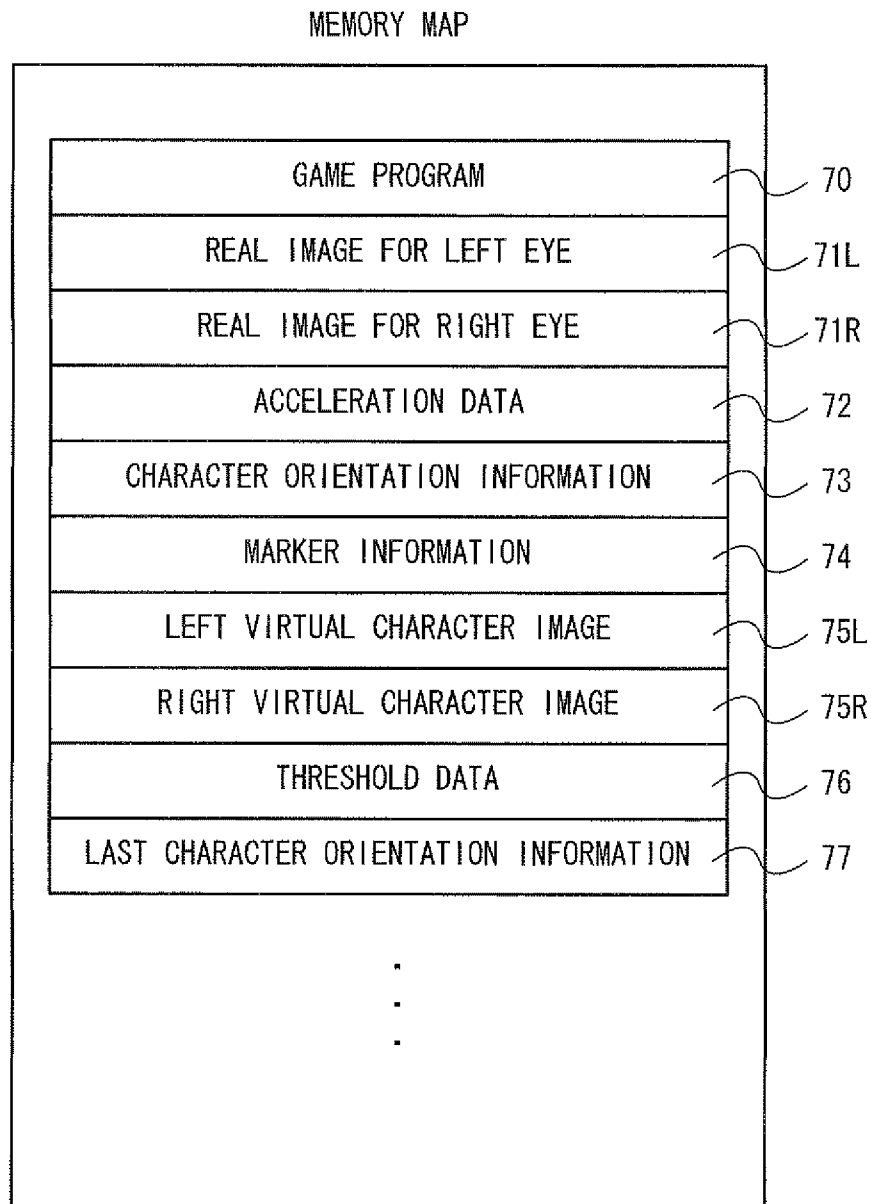 MEMORY MAP
GAME PROGRAM 70
REAL IMAGE FOR LEFT EYE 71L
REAL IMAGE FOR RIGHT EYE 71R
ACCELERATION DATA 72
CHARACTER ORIENTATION INFORMATION 73
MARKER INFORMATION 74
LEFT VIRTUAL CHARACTER IMAGE 75L
RIGHT VIRTUAL CHARACTER IMAGE 75R
THRESHOLD DATA 76
LAST CHARACTER ORIENTATION INFORMATION 77